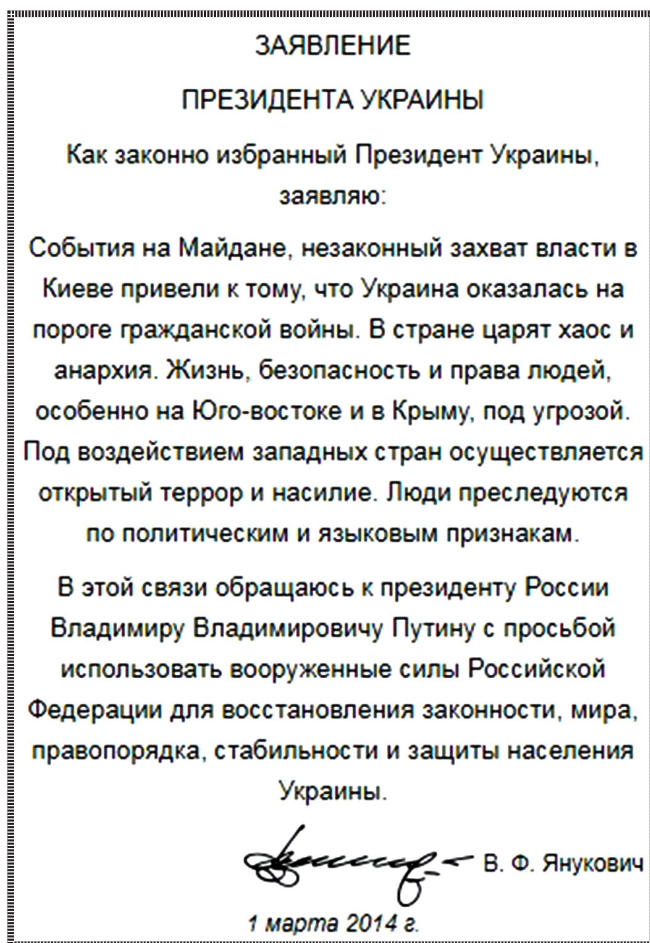 ЗАЯВЛЕНИЕ
ПРЕЗИДЕНТА УКРАИНЫ
Как законно избранный Президент Украины,
заявляю:
События на Майдане, незаконный захват власти в
Киеве привели к тому, что Украина оказалась на
пороге гражданской войны. В стране царят хаос и
анархия. Жизнь, безопасность и права людей,
особенно на Юго-востоке и в Крыму, под угрозой.
Под воздействием западных стран осуществляется
открытый террор и насилие. Люди преследуются
по политическим и языковым признакам.
В этой связи обращаюсь к президенту России
Владимиру Владимировичу Путину с просьбой
использовать вооруженные силы Российской
Федерации для восстановления законности, мира,
правопорядка, стабильности и защиты населения
Украины.
В. Ф. Янукович
1 марта 2014 г.